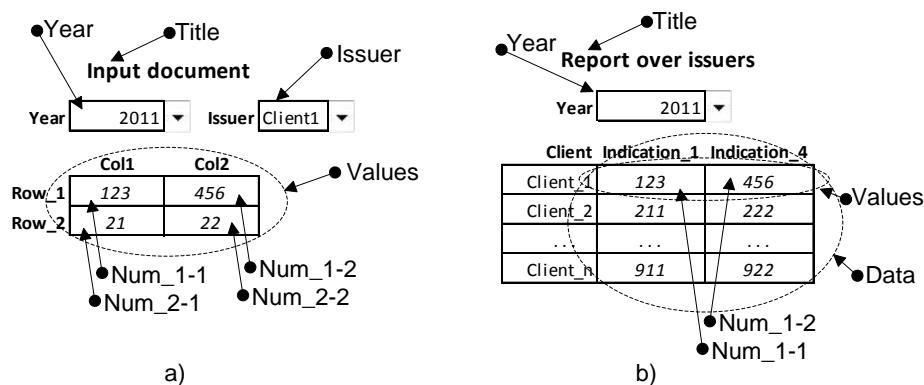 Year
Title
Issuer
Input document
Year 2011 Issuer Client1
Col1 Col2
Row_1 123 456
Row_2 21 22
Values
Num_1-1
Num_1-2
Num_2-1
Num_2-2
a)
Year
Title
Report over issuers
Year 2011
Client Indication_1 Indication_4
Client_1 123 456
Client_2 211 222
... ... ...
Client_n 911 922
Values
Data
Num_1-2
Num_1-1
b)